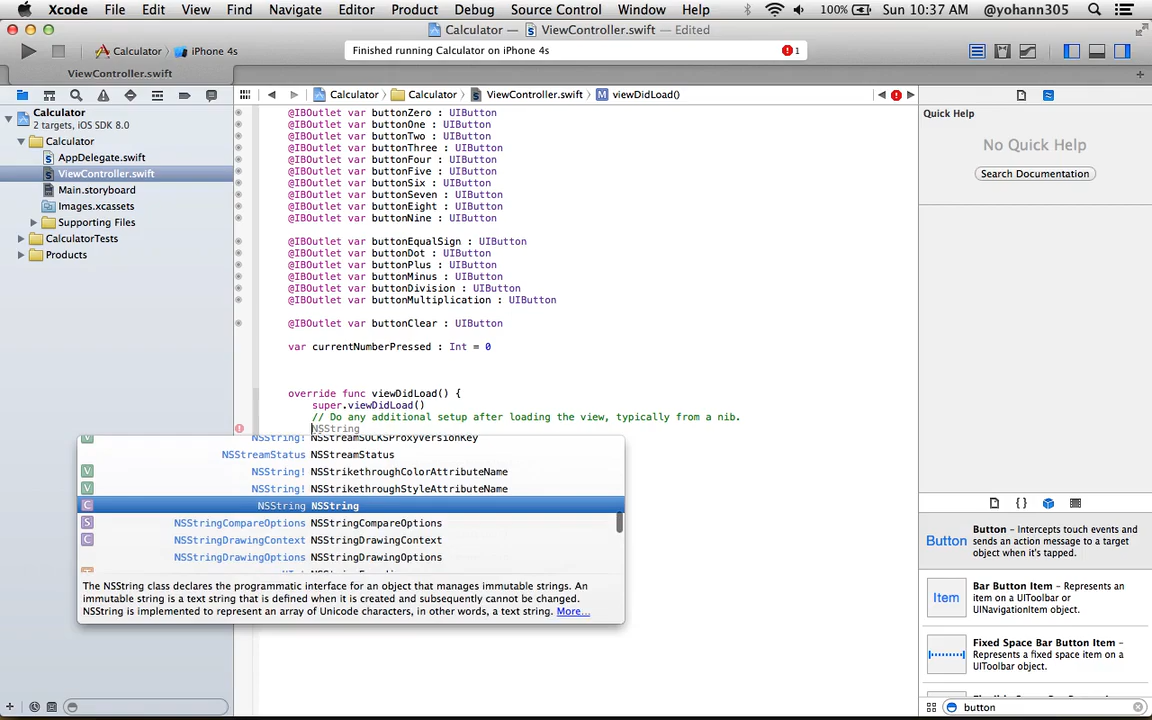 Xcode File Edit View Find Navigate Editor Product Debug Source Control Window Help 100% Sun 10:37 AM @yohann305
Calculator — ViewController.swift — Edited
Calculator iPhone 4s
Finished running Calculator on iPhone 4s
1
ViewController.swift
Calculator Calculator ViewController.swift M viewDidLoad()
Calculator
2 targets, iOS SDK 8.0
Calculator
AppDelegate.swift
ViewController.swift
Main.storyboard
Images.xcassets
Supporting Files
CalculatorTests
Products
@IBOutlet var buttonZero : UIButton
@IBOutlet var buttonOne : UIButton
@IBOutlet var buttonTwo : UIButton
@IBOutlet var buttonThree : UIButton
@IBOutlet var buttonFour : UIButton
@IBOutlet var buttonFive : UIButton
@IBOutlet var buttonSix : UIButton
@IBOutlet var buttonSeven : UIButton
@IBOutlet var buttonEight : UIButton
@IBOutlet var buttonNine : UIButton
@IBOutlet var buttonEqualSign : UIButton
@IBOutlet var buttonDot : UIButton
@IBOutlet var buttonPlus : UIButton
@IBOutlet var buttonMinus : UIButton
@IBOutlet var buttonDivision : UIButton
@IBOutlet var buttonMultiplication : UIButton
@IBOutlet var buttonClear : UIButton
var currentNumberPressed : Int = 0
override func viewDidLoad() {
super.viewDidLoad()
// Do any additional setup after loading the view, typically from a nib.
NSString
V NSString! NSStreamSOCKSProxyVersionKey
NSStreamStatus NSStreamStatus
V NSString! NSStrikethroughColorAttributeName
V NSString! NSStrikethroughStyleAttributeName
C NSString NSString
S NSStringCompareOptions NSStringCompareOptions
C NSStringDrawingContext NSStringDrawingContext
NSStringDrawingOptions NSStringDrawingOptions
The NSString class declares the programmatic interface for an object that manages immutable strings. An
immutable string is a text string that is defined when it is created and subsequently cannot be changed.
NSString is implemented to represent an array of Unicode characters, in other words, a text string. More...
Quick Help
No Quick Help
Search Documentation
Button
Button – Intercepts touch events and
sends an action message to a target
object when it's tapped.
Item
Bar Button Item – Represents an
item on a UIToolbar or
UINavigationItem object.
Fixed Space Bar Button Item –
Represents a fixed space item on a
UIToolbar object.
button